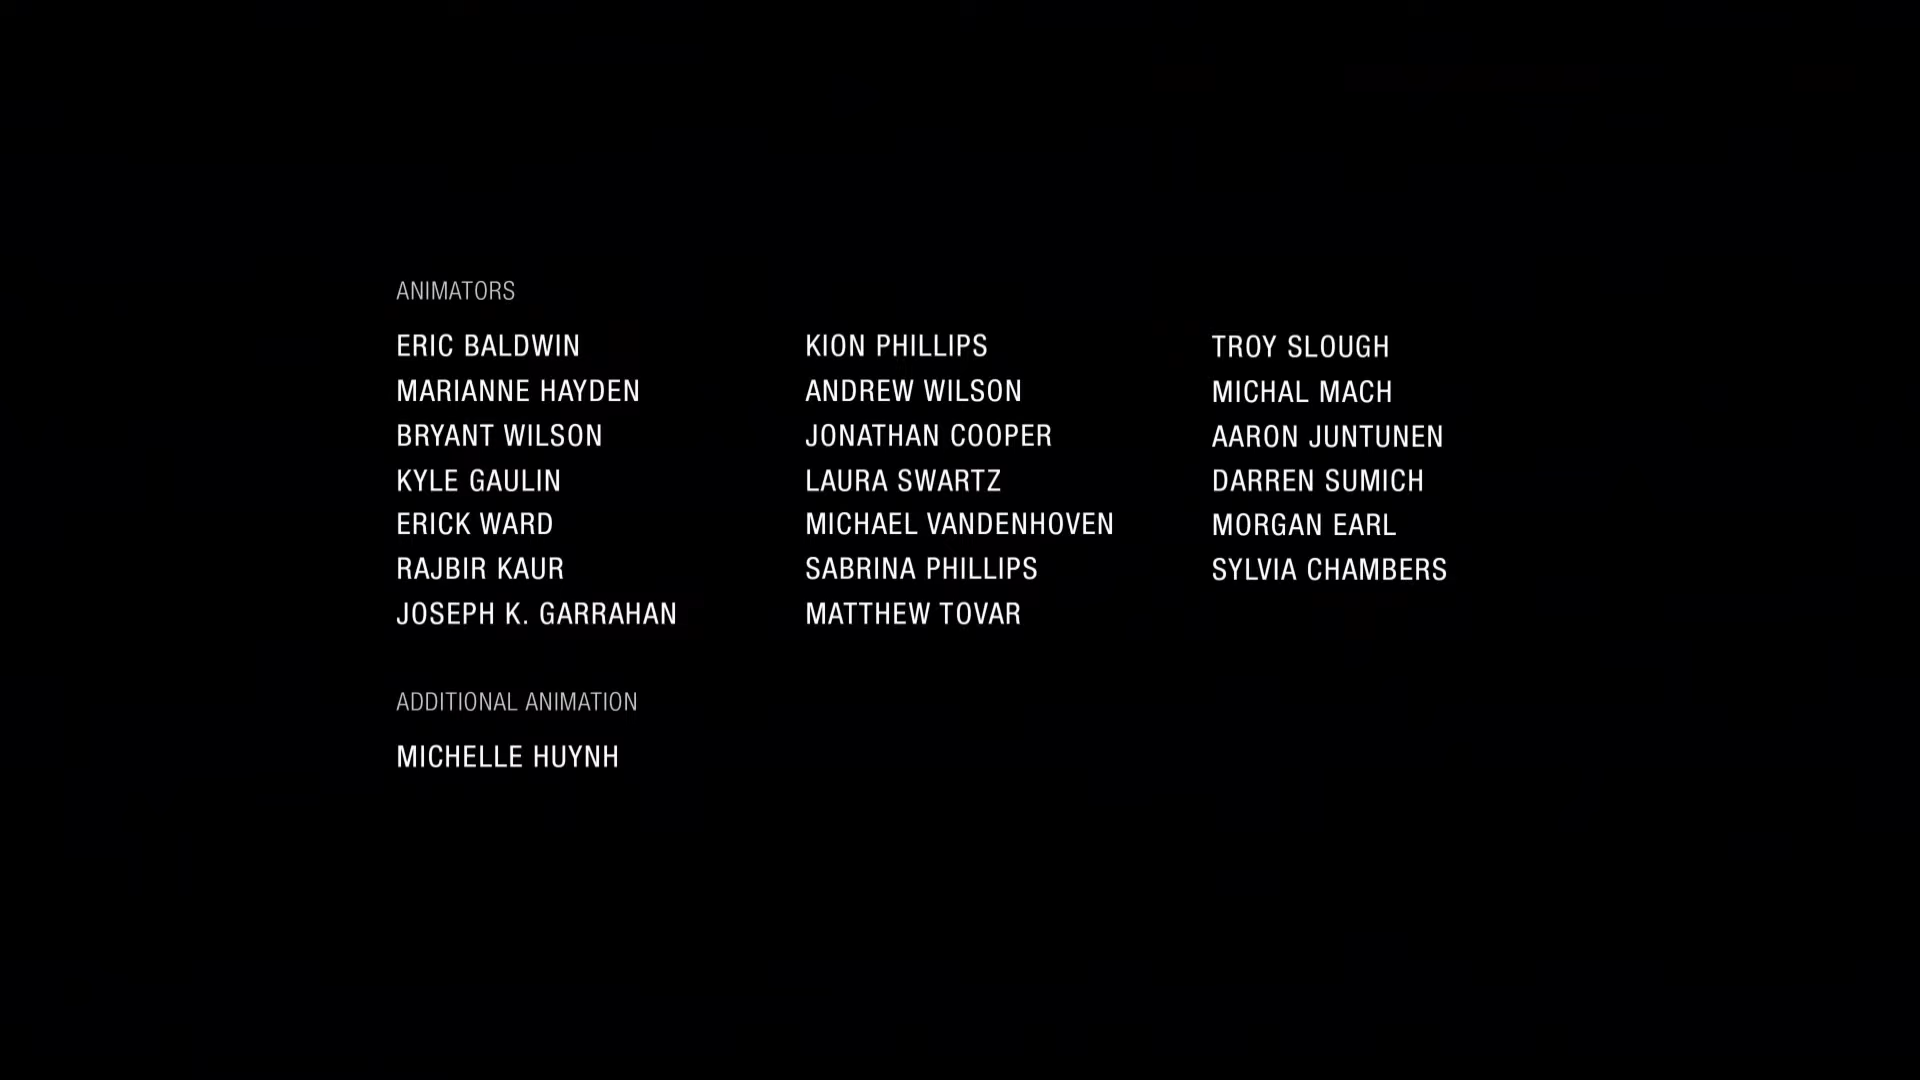 ANIMATORS
ERIC BALDWIN
MARIANNE HAYDEN
BRYANT WILSON
KYLE GAULIN
ERICK WARD
RAJBIR KAUR
JOSEPH K. GARRAHAN
KION PHILLIPS
ANDREW WILSON
JONATHAN COOPER
LAURA SWARTZ
MICHAEL VANDENHOVEN
SABRINA PHILLIPS
MATTHEW TOVAR
TROY SLOUGH
MICHAL MACH
AARON JUNTUNEN
DARREN SUMICH
MORGAN EARL
SYLVIA CHAMBERS
ADDITIONAL ANIMATION
MICHELLE HUYNH